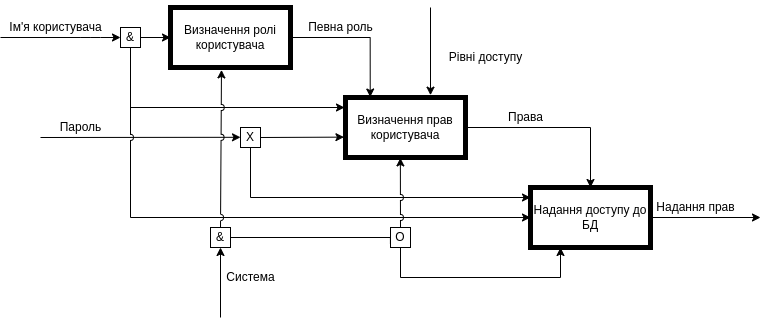 Ім'я користувача
&
Визначення ролі
користувача
Певна роль
Рівні доступу
Пароль
X
Визначення прав
користувача
Права
&
O
Надання доступу до
БД
Надання прав
Система